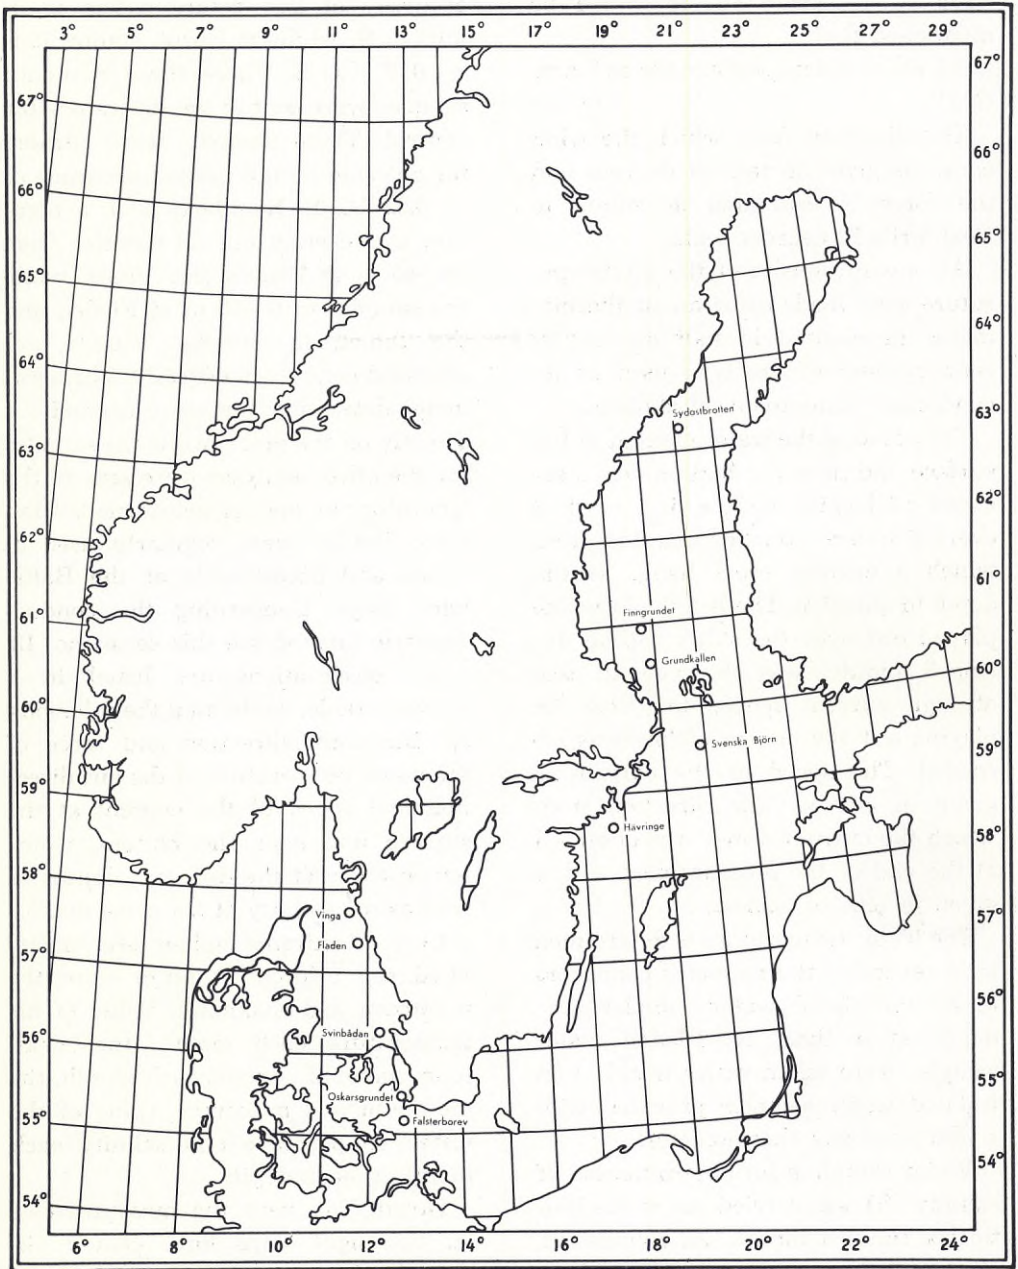 3° 5° 7° 9° 11° 13° 15° 17° 19° 21° 23° 25° 27° 29°
67° 67°
66° 66°
65° 65°
64° 64°
Sydostbrotten
63° 63°
62° 62°
61° 61°
Finngrundet
Grundkallen
60° 60°
Svenska Björn
59° 59°
Hävringe
58° 58°
Vinga
57° 57°
Fladen
56° 56°
Svinbådan
55° 55°
Oskarsgrundet
Falsterborev
54° 54°
6° 8° 10° 12° 14° 16° 18° 20° 22° 24°